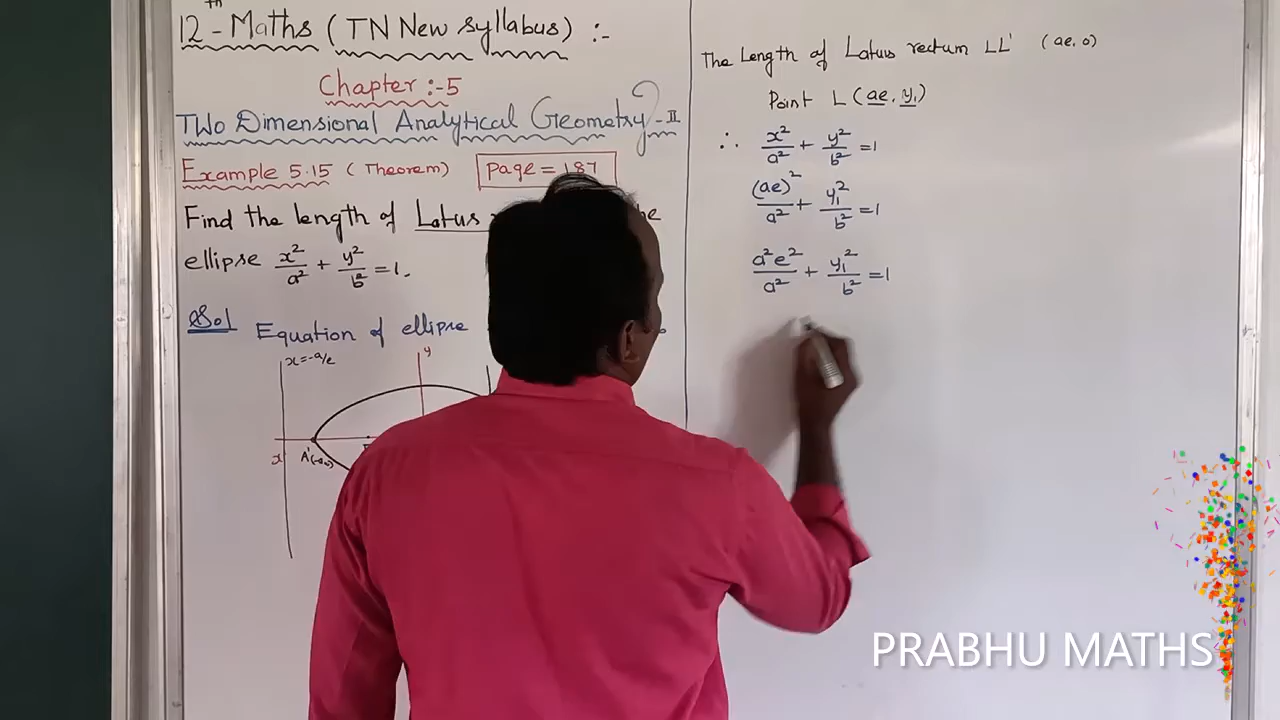 12th - Maths ( TN New syllabus ) :-
Chapter :-5
TWO Dimensional Analytical Geometry - II
Example 5.15 ( Theorem ) Page = 187
Find the length of Latus
ellipse x²/a² + y²/b² = 1.
Sol Equation of ellipse
x=-a/e
y
x'
A'(-a,0)
The Length of Latus rectum LL' (ae, 0)
Point L (ae, y₁)
∴ x²/a² + y²/b² = 1
(ae)²/a² + y₁²/b² = 1
a²e²/a² + y₁²/b² = 1
PRABHU MATHS